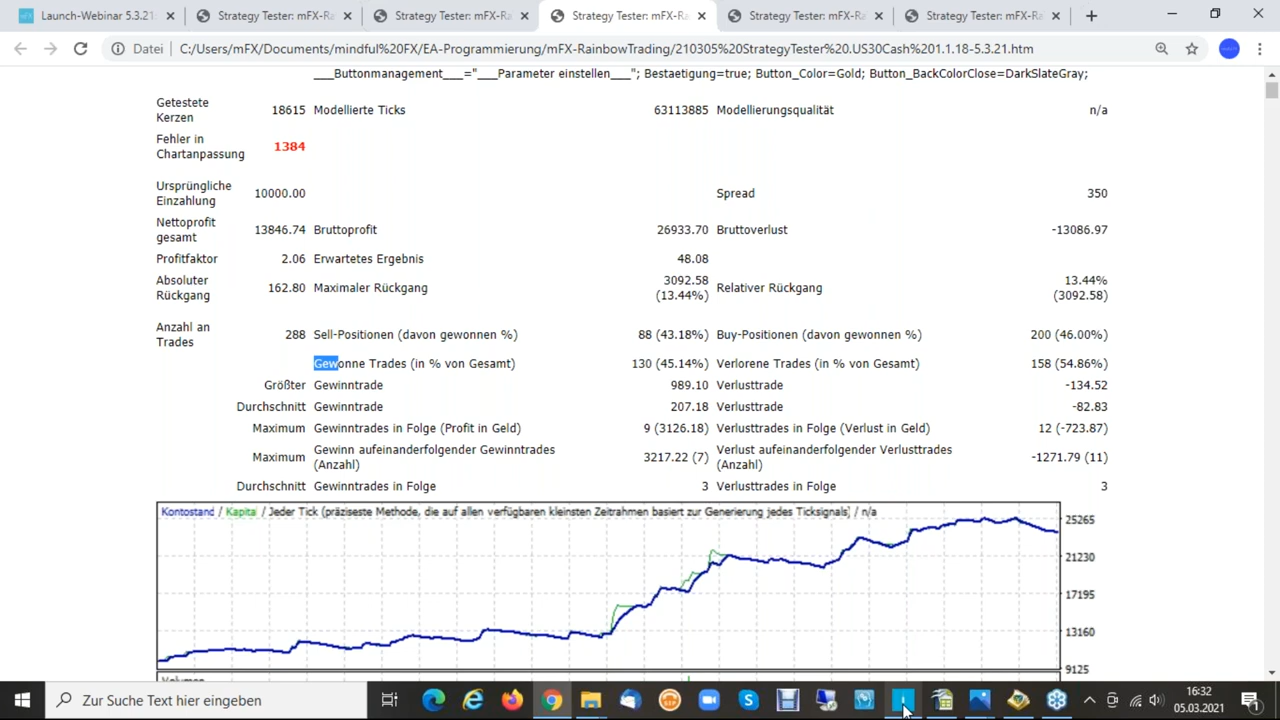 Launch-Webinar 5.3.21
Strategy Tester: mFX-Ra
Strategy Tester: mFX-Ra
Strategy Tester: mFX-Ra
Strategy Tester: mFX-Ra
Strategy Tester: mFX-Ra
Datei C:/Users/mFX/Documents/mindful%20FX/EA-Programmierung/mFX-RainbowTrading/210305%20StrategyTester%20.US30Cash%201.1.18-5.3.21.htm
___Buttonmanagement___="___Parameter einstellen___"; Bestaetigung=true; Button_Color=Gold; Button_BackColorClose=DarkSlateGray;
Getestete Kerzen 18615 Modellierte Ticks 63113885 Modellierungsqualität n/a
Fehler in Chartanpassung 1384
Ursprüngliche Einzahlung 10000.00 Spread 350
Nettoprofit gesamt 13846.74 Bruttoprofit 26933.70 Bruttoverlust -13086.97
Profitfaktor 2.06 Erwartetes Ergebnis 48.08
Absoluter Rückgang 162.80 Maximaler Rückgang 3092.58 (13.44%) Relativer Rückgang 13.44% (3092.58)
Anzahl an Trades 288 Sell-Positionen (davon gewonnen %) 88 (43.18%) Buy-Positionen (davon gewonnen %) 200 (46.00%)
Gewonne Trades (in % von Gesamt) 130 (45.14%) Verlorene Trades (in % von Gesamt) 158 (54.86%)
Größter Gewinntrade 989.10 Verlusttrade -134.52
Durchschnitt Gewinntrade 207.18 Verlusttrade -82.83
Maximum Gewinntrades in Folge (Profit in Geld) 9 (3126.18) Verlusttrades in Folge (Verlust in Geld) 12 (-723.87)
Maximum Gewinn aufeinanderfolgender Gewinntrades (Anzahl) 3217.22 (7) Verlust aufeinanderfolgender Verlusttrades (Anzahl) -1271.79 (11)
Durchschnitt Gewinntrades in Folge 3 Verlusttrades in Folge 3
Kontostand / Kapital / Jeder Tick (präziseste Methode, die auf allen verfügbaren kleinsten Zeitrahmen basiert zur Generierung jedes Ticksignals) / n/a
25265
21230
17195
13160
9125
Volumen
Zur Suche Text hier eingeben
16:32
05.03.2021